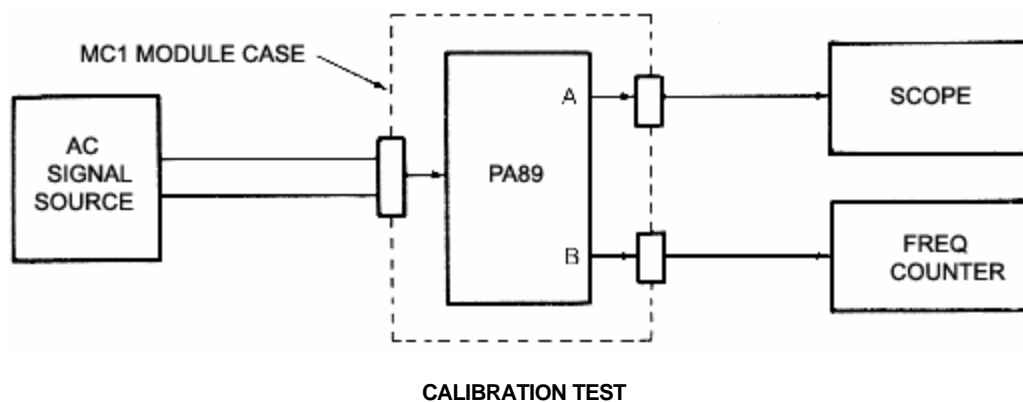 MC1 MODULE CASE
AC
SIGNAL
SOURCE
PA89
A
B
SCOPE
FREQ
COUNTER
CALIBRATION TEST